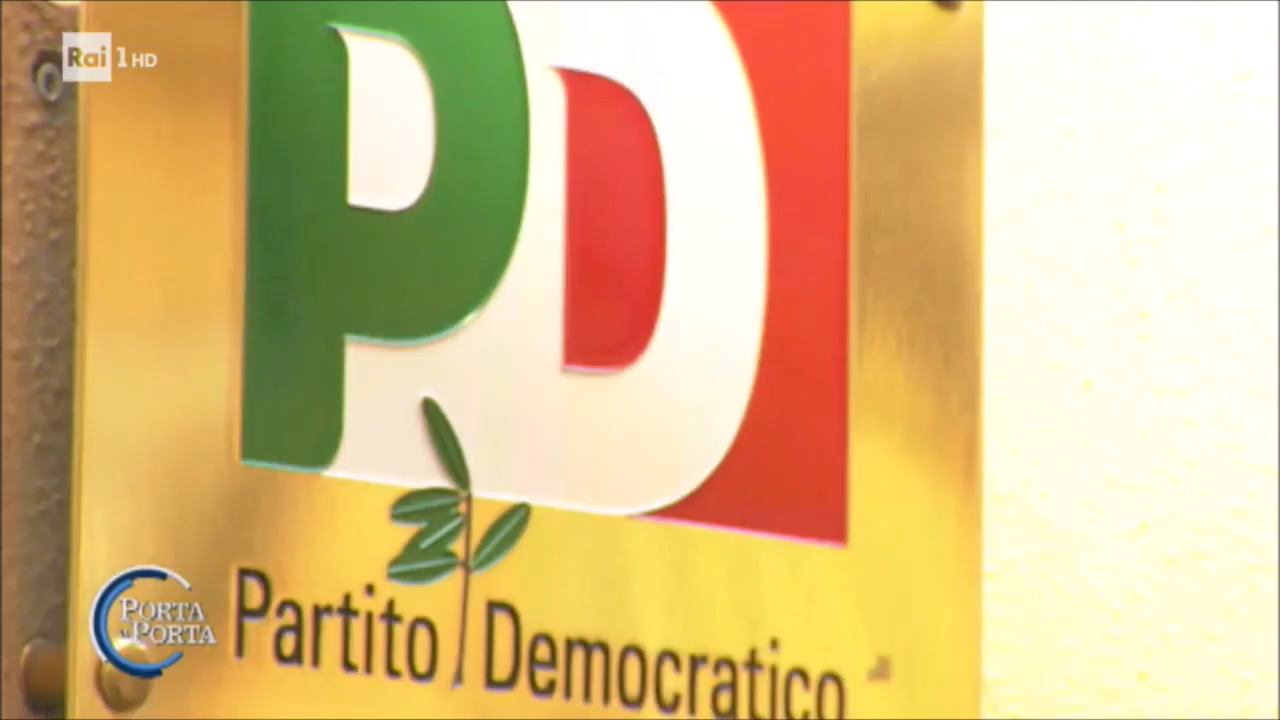 Rai 1 HD
PD
Partito Democratico
PORTA
A PORTA